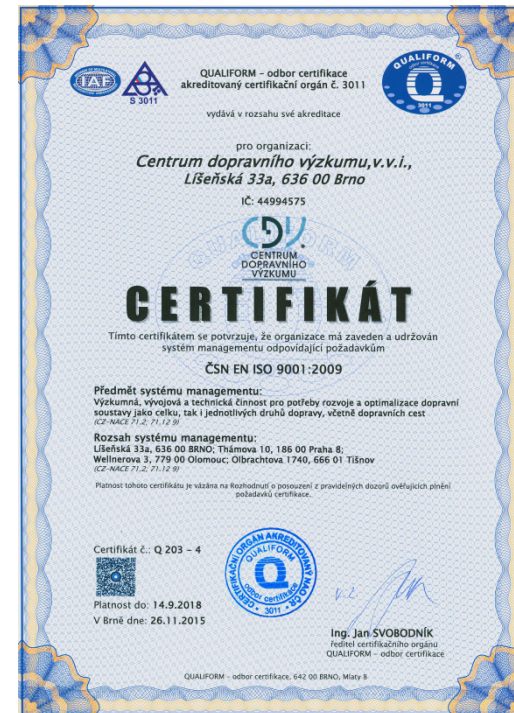 IAF
S 3011
QUALIFORM – odbor certifikace
akreditovaný certifikační orgán č. 3011
QUALIFORM
Q
3011
vydává v rozsahu své akreditace
pro organizaci:
Centrum dopravního výzkumu,v.v.i.,
Líšeňská 33a, 636 00 Brno
IČ: 44994575
CDV
CENTRUM
DOPRAVNÍHO
VÝZKUMU
CERTIFIKÁT
Tímto certifikátem se potvrzuje, že organizace má zaveden a udržován
systém managementu odpovídající požadavkům
ČSN EN ISO 9001:2009
Předmět systému managementu:
Výzkumná, vývojová a technická činnost pro potřeby rozvoje a optimalizace dopravní
soustavy jako celku, tak i jednotlivých druhů dopravy, včetně dopravních cest
(CZ-NACE 71.2; 71.12 9)
Rozsah systému managementu:
Líšeňská 33a, 636 00 BRNO; Thámova 10, 186 00 Praha 8;
Wellnerova 3, 779 00 Olomouc; Olbrachtova 1740, 666 01 Tišnov
(CZ-NACE 71.2; 71.12 9)
Platnost tohoto certifikátu je vázána na Rozhodnutí o posouzení z pravidelných dozorů ověřujících plnění
požadavků certifikace.
Certifikát č.: Q 203 – 4
CERTIFIKAČNÍ ORGÁN AKREDITOVANÝ NAO ČR
QUALIFORM
Q
odbor certifikace
3011
Platnost do: 14.9.2018
V Brně dne: 26.11.2015
Ing. Jan SVOBODNÍK
ředitel certifikačního orgánu
QUALIFORM – odbor certifikace
QUALIFORM – odbor certifikace, 642 00 BRNO, Mlaty 8